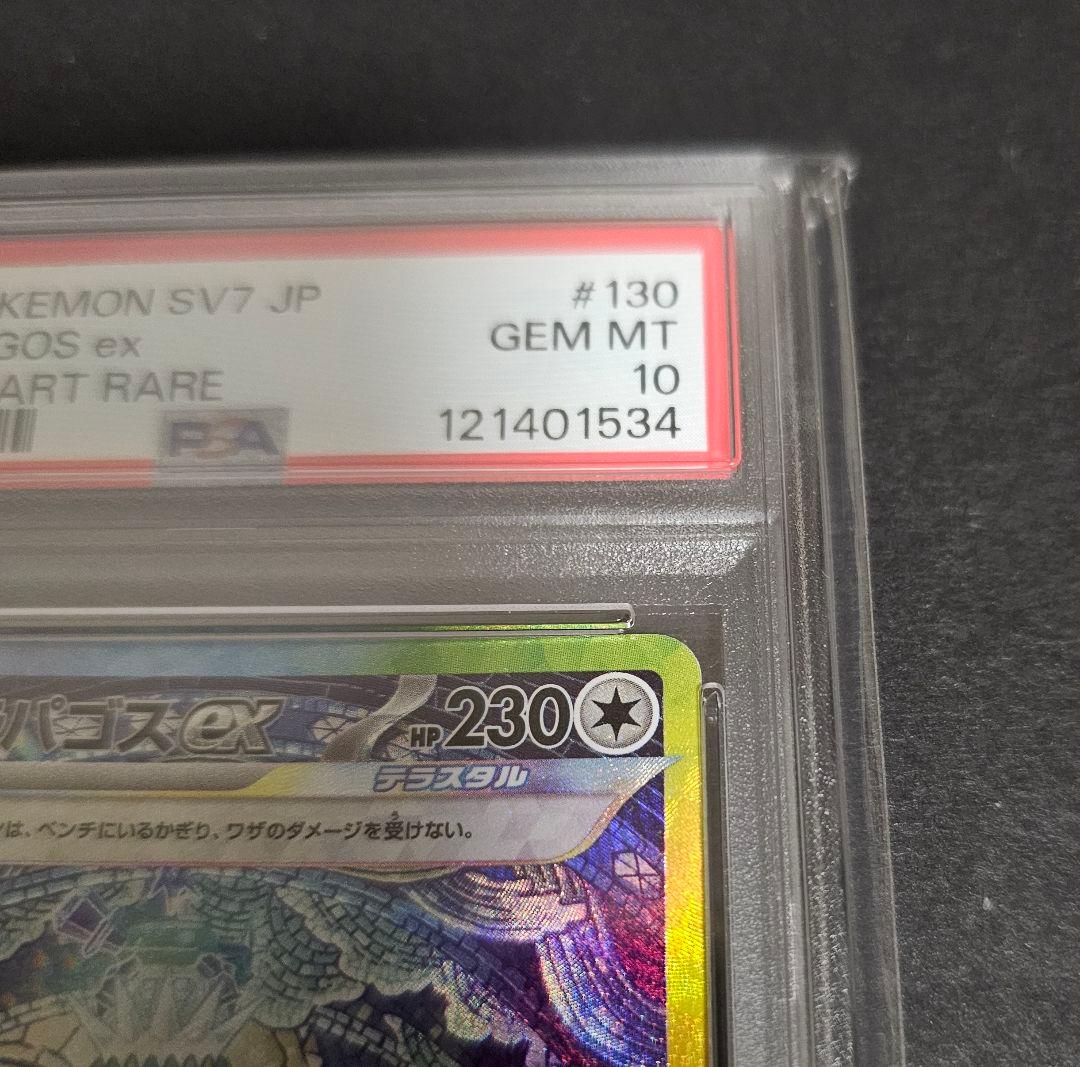 KEMON SV7 JP #130
GOS ex GEM MT
ART RARE 10
PSA 121401534
パゴスex HP230
テラスタル
は、ベンチにいるかぎり、ワザのダメージを受けない。